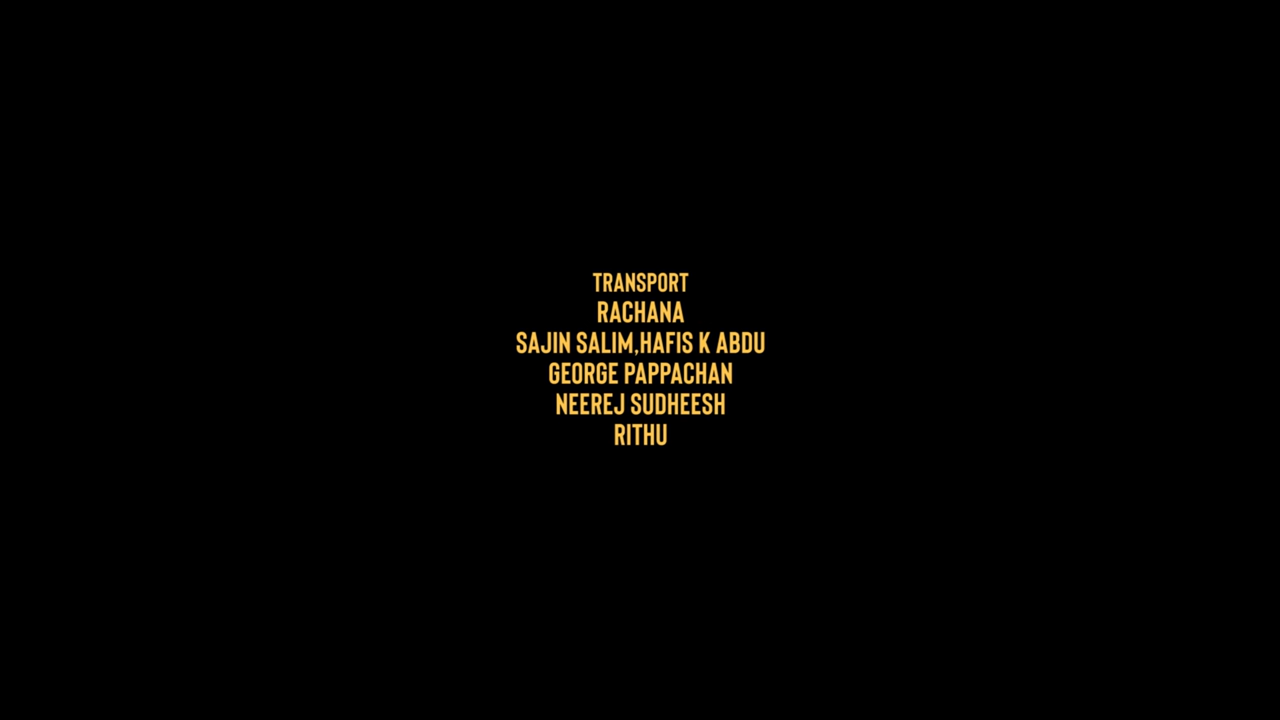 TRANSPORT
RACHANA
SAJIN SALIM,HAFIS K ABDU
GEORGE PAPPACHAN
NEEREJ SUDHEESH
RITHU